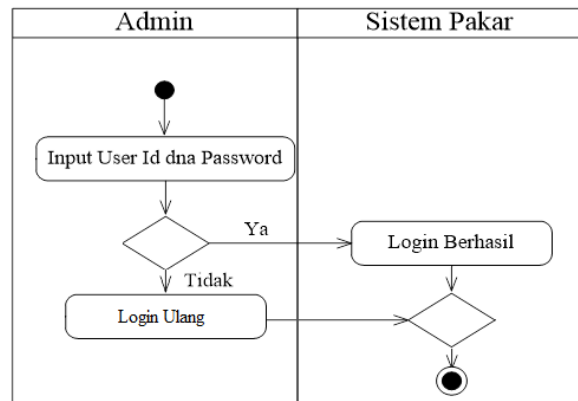 Admin
Sistem Pakar
Input User Id dna Password
Ya
Login Berhasil
Tidak
Login Ulang